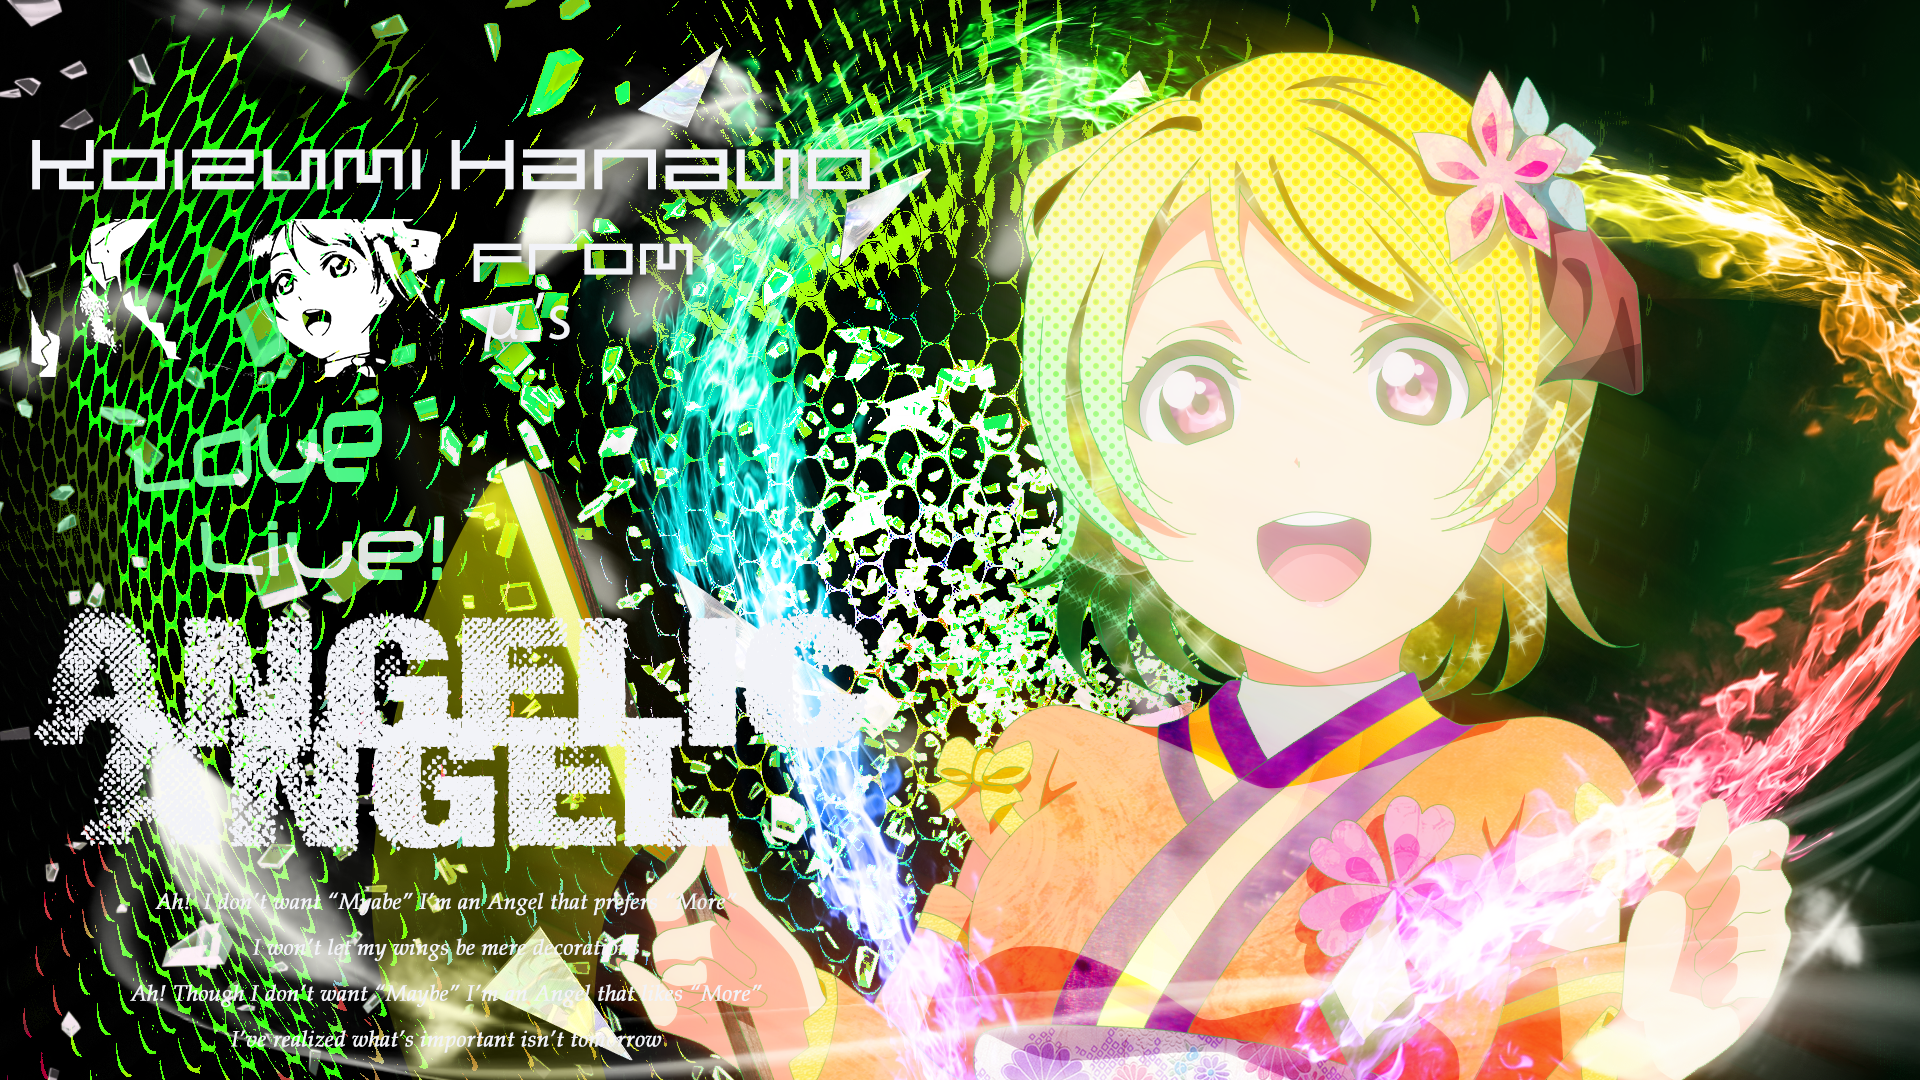 Koizumi Hanayo
From
μ's
Love
Live!
ANGELIC
ANGEL
Ah! I don't want “Myabe” I'm an Angel that prefers “More”
I won't let my wings be mere decorations
Ah! Though I don't want “Maybe” I'm an Angel that likes “More”
I've realized what's important isn't tomorrow